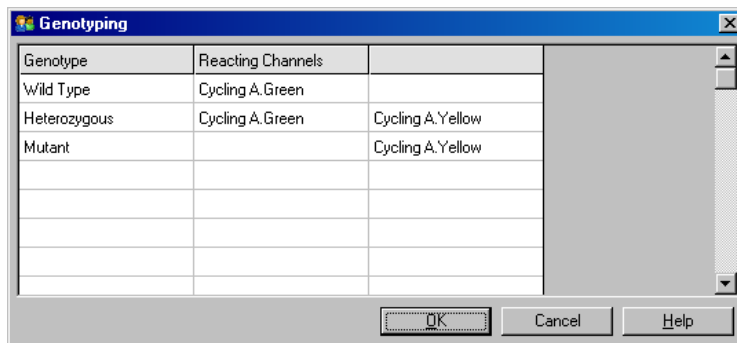 Genotyping
Genotype Reacting Channels
Wild Type Cycling A.Green
Heterozygous Cycling A.Green Cycling A.Yellow
Mutant Cycling A.Yellow
OK Cancel Help